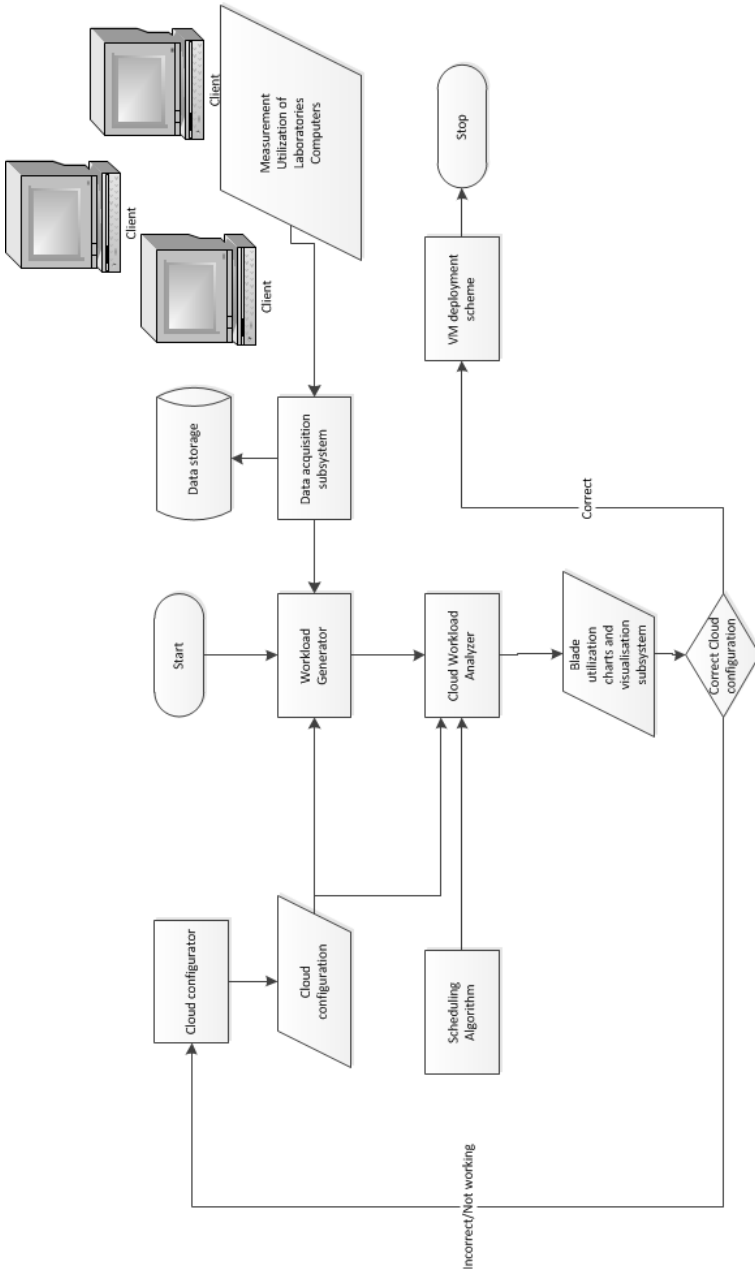 Client
Client
Client
Measurement
Utilization of
Laboratories
Computers
Cloud configurator
Start
Data storage
Cloud
configuration
Workload
Generator
Data acquisition
subsystem
Scheduling
Algorithm
Cloud Workload
Analyzer
VM deployment
scheme
Stop
Blade
utilization
charts and
visualisation
subsystem
Correct
Incorrect/Not working
Correct Cloud
configuration